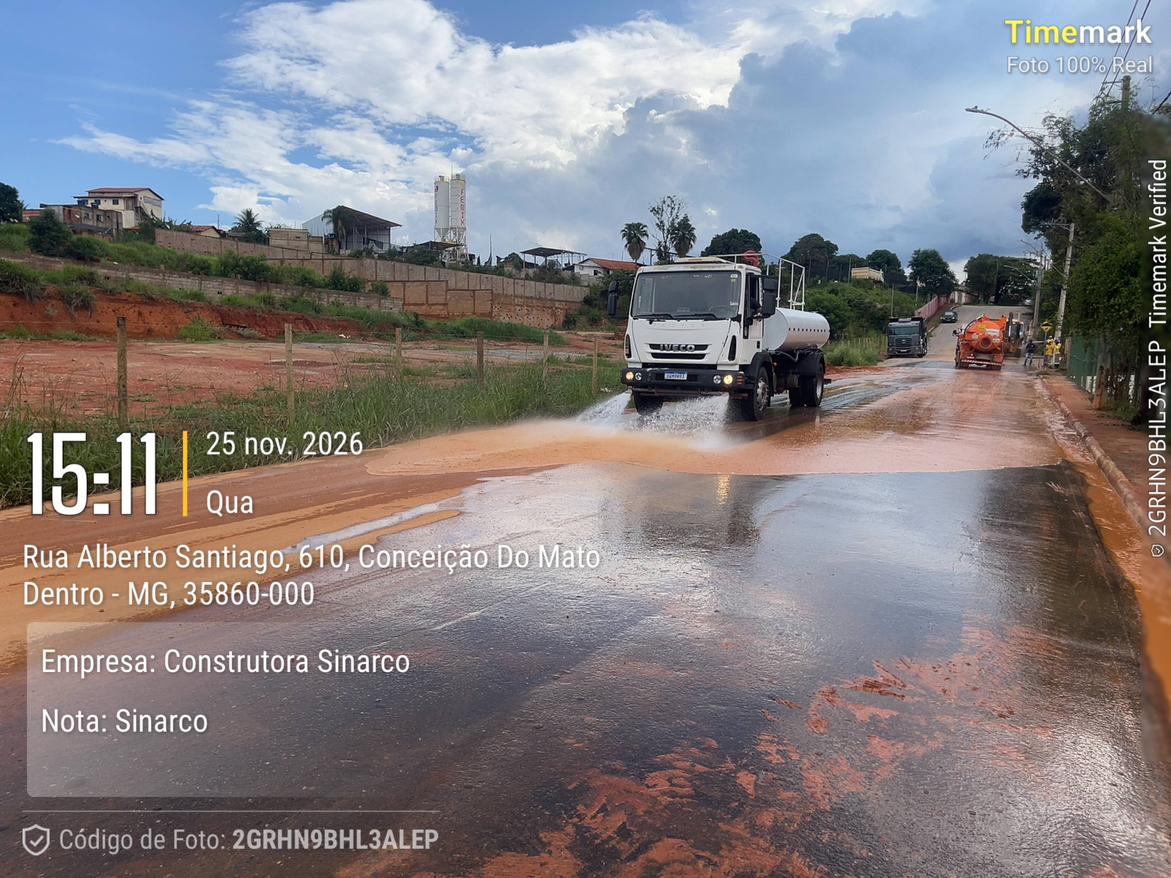 Timemark
Foto 100% Real
FENIX
IVECO
15:11
25 nov. 2026
Qua
Rua Alberto Santiago, 610, Conceição Do Mato
Dentro - MG, 35860-000
Empresa: Construtora Sinarco
Nota: Sinarco
Código de Foto: 2GRHN9BHL3ALEP
2GRHN9BHL3ALEP Timemark Verified